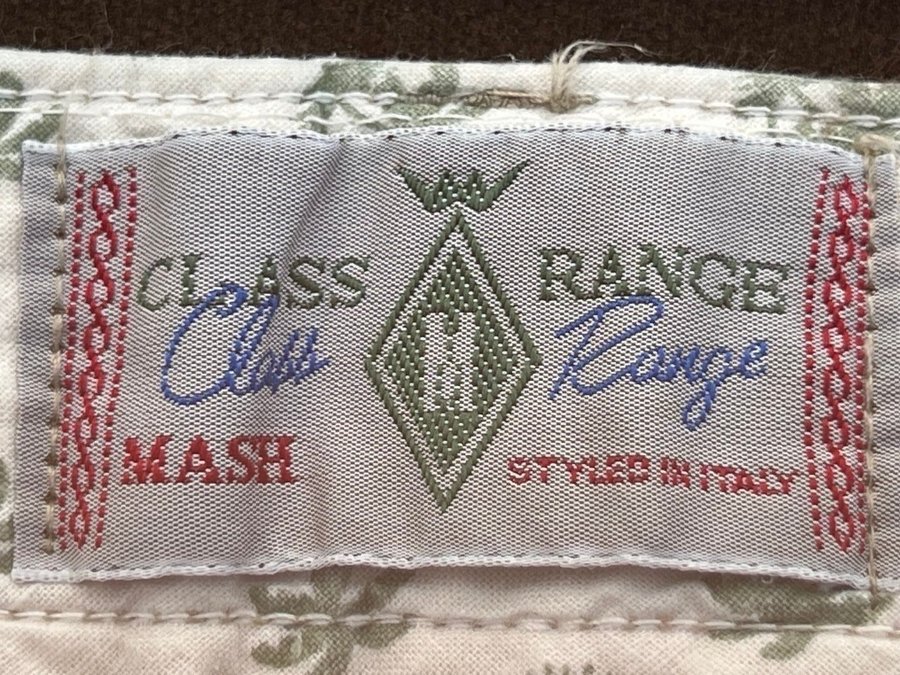 CLASS RANGE
Class Range
MASH STYLED IN ITALY